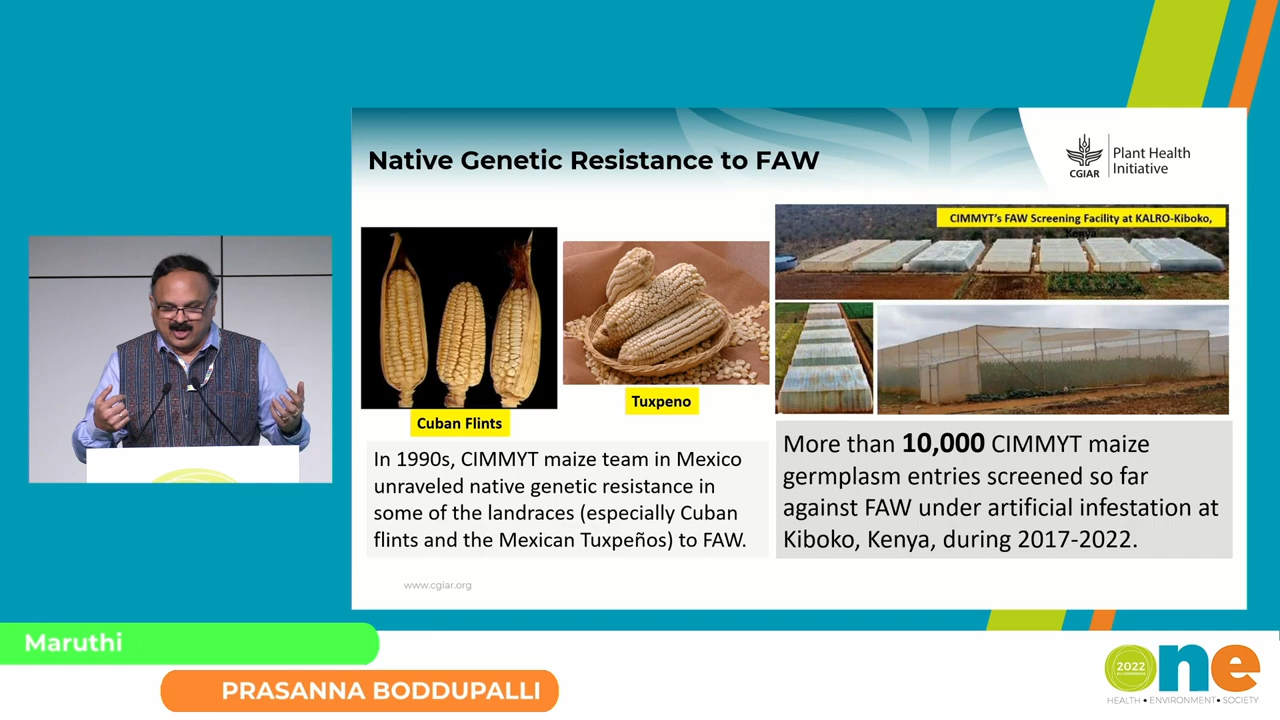 Native Genetic Resistance to FAW
CGIAR
Plant Health
Initiative
CIMMYT's FAW Screening Facility at KALRO-Kiboko,
Kenya
Cuban Flints
Tuxpeno
In 1990s, CIMMYT maize team in Mexico
unraveled native genetic resistance in
some of the landraces (especially Cuban
flints and the Mexican Tuxpeños) to FAW.
More than 10,000 CIMMYT maize
germplasm entries screened so far
against FAW under artificial infestation at
Kiboko, Kenya, during 2017-2022.
www.cgiar.org
Maruthi
PRASANNA BODDUPALLI
2022
one
HEALTH • ENVIRONMENT • SOCIETY